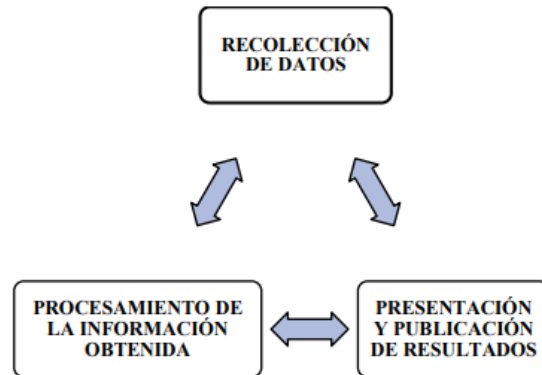 RECOLECCIÓN
DE DATOS
PROCESAMIENTO DE
LA INFORMACIÓN
OBTENIDA
PRESENTACIÓN
Y PUBLICACIÓN
DE RESULTADOS